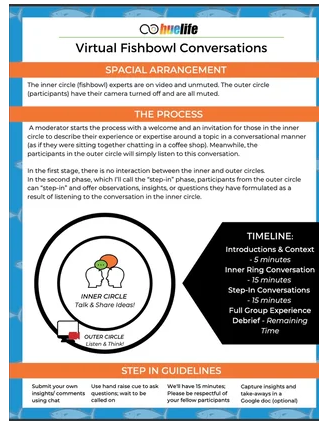 huelife
Virtual Fishbowl Conversations
SPACIAL ARRANGEMENT
The inner circle (fishbowl) experts are on video and unmuted. The outer circle
(participants) have their camera turned off and are all muted.
THE PROCESS
A moderator starts the process with a welcome and an invitation for those in the inner
circle to describe their experience or expertise around a topic in a conversational manner
(as if they were sitting together chatting in a coffee shop). Meanwhile, the
participants in the outer circle will simply listen to this conversation.
In the first stage, there is no interaction between the inner and outer circles.
In the second phase, which I'll call the "step-in" phase, participants from the outer circle
can "step-in" and offer observations, insights, or questions they have formulated as a
result of listening to the conversation in the inner circle.
INNER CIRCLE
Talk & Share Ideas!
OUTER CIRCLE
Listen & Think!
TIMELINE:
Introductions & Context
- 5 minutes
Inner Ring Conversation
- 15 minutes
Step-In Conversations
- 15 minutes
Full Group Experience
Debrief - Remaining
Time
STEP IN GUIDELINES
Submit your own
insights/ comments
using chat
Use hand raise cue to ask
questions; wait to be
called on
We'll have 15 minutes;
Please be respectful of
your fellow participants
Capture insights and
take-aways in a
Google doc (optional)